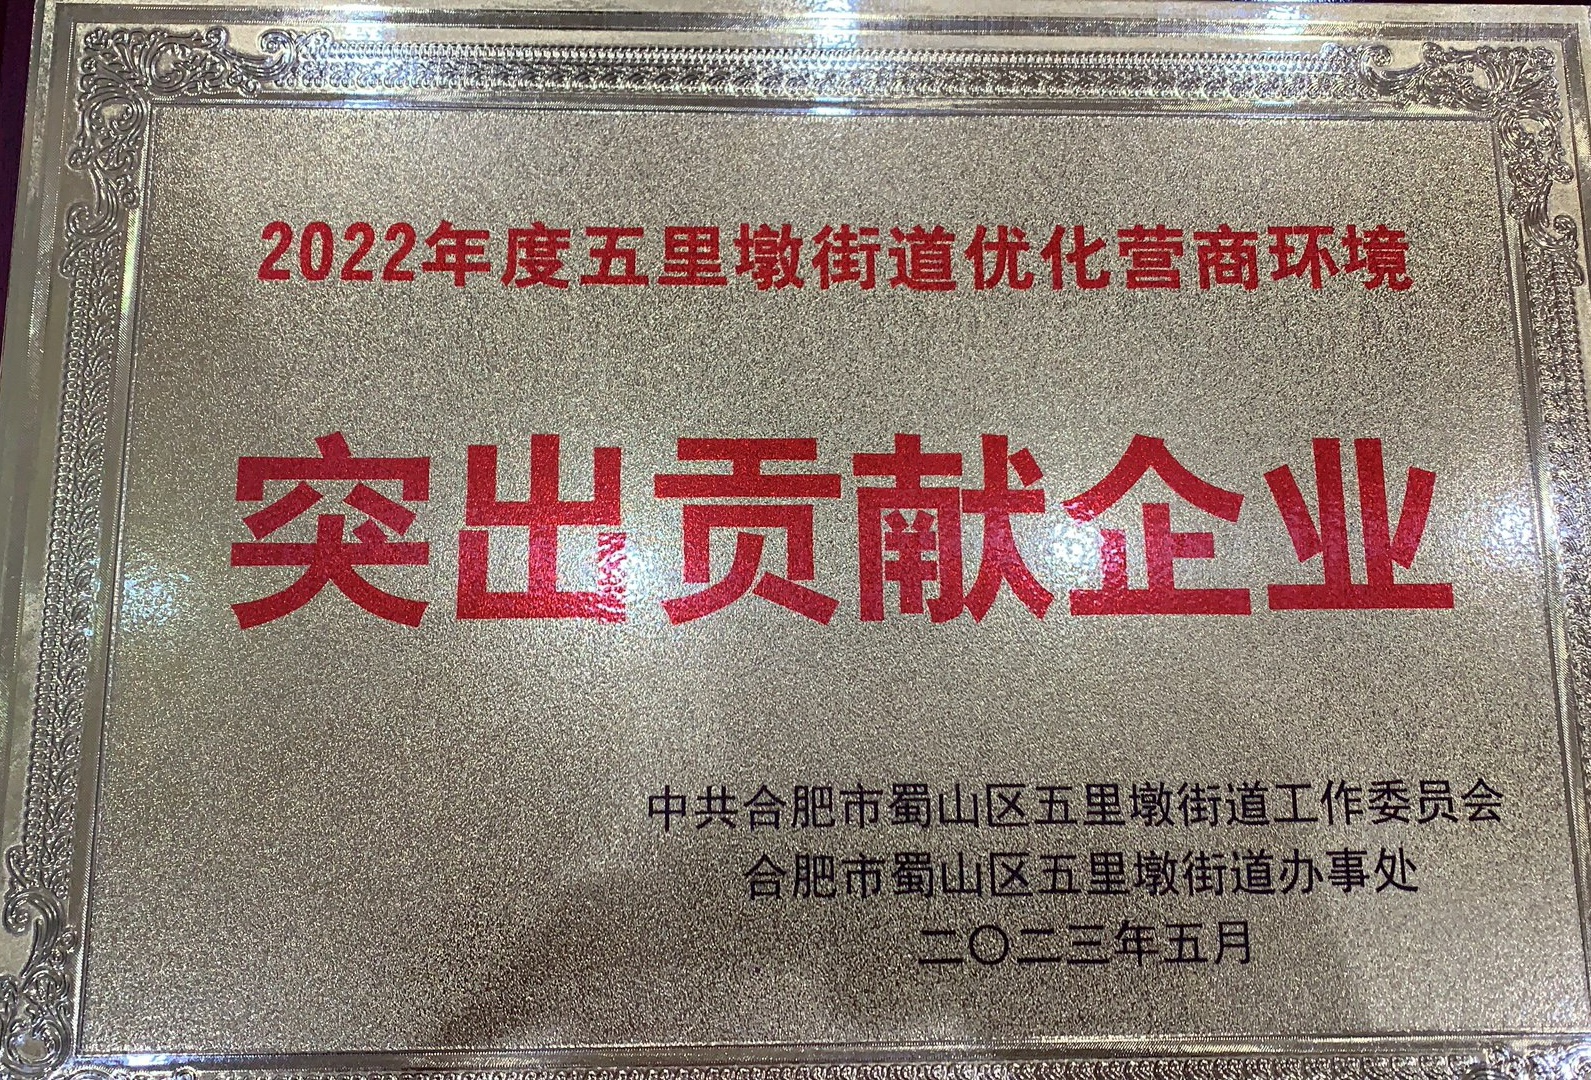 2022年度五里墩街道优化营商环境
突出贡献企业
中共合肥市蜀山区五里墩街道工作委员会
合肥市蜀山区五里墩街道办事处
二〇二三年五月